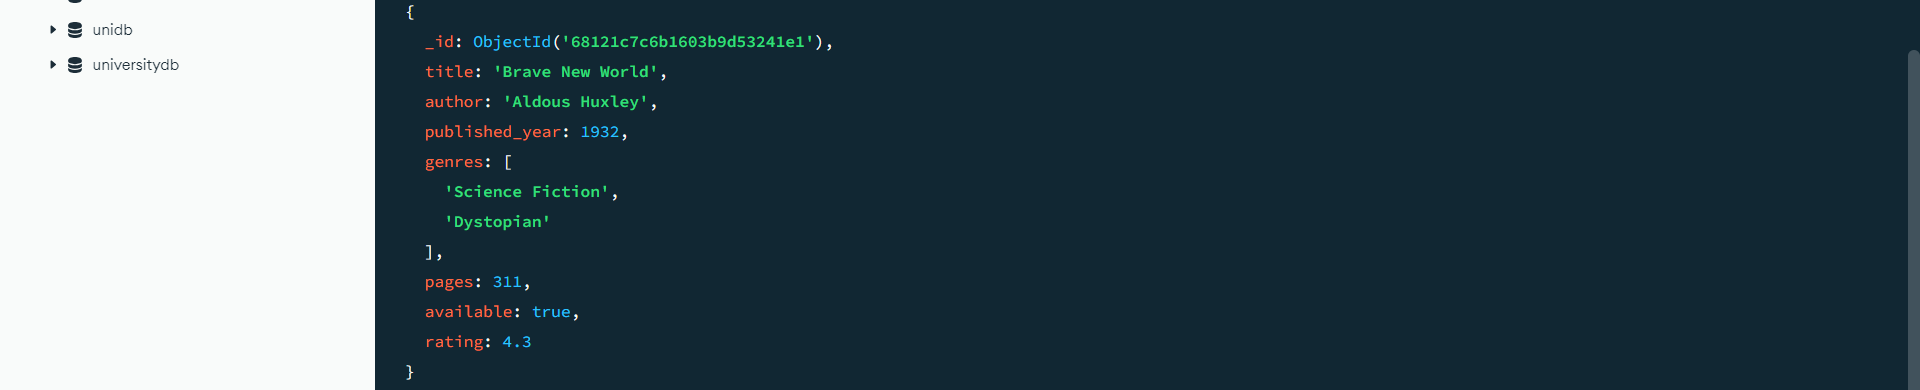 unidb
universitydb
{
_id: ObjectId('68121c7c6b1603b9d53241e1'),
title: 'Brave New World',
author: 'Aldous Huxley',
published_year: 1932,
genres: [
'Science Fiction',
'Dystopian'
],
pages: 311,
available: true,
rating: 4.3
}